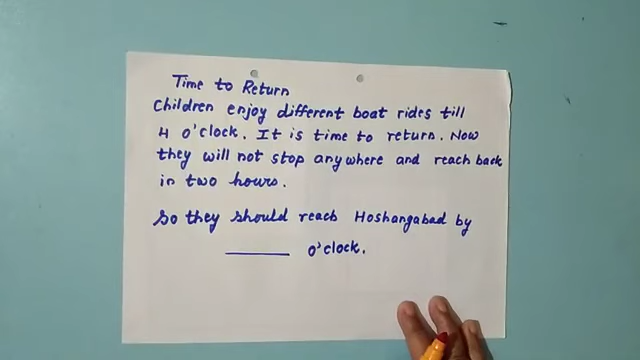 Time to Return
Children enjoy different boat rides till
4 o'clock. It is time to return. Now
they will not stop anywhere and reach back
in two hours.
So they should reach Hoshangabad by
______ o'clock.